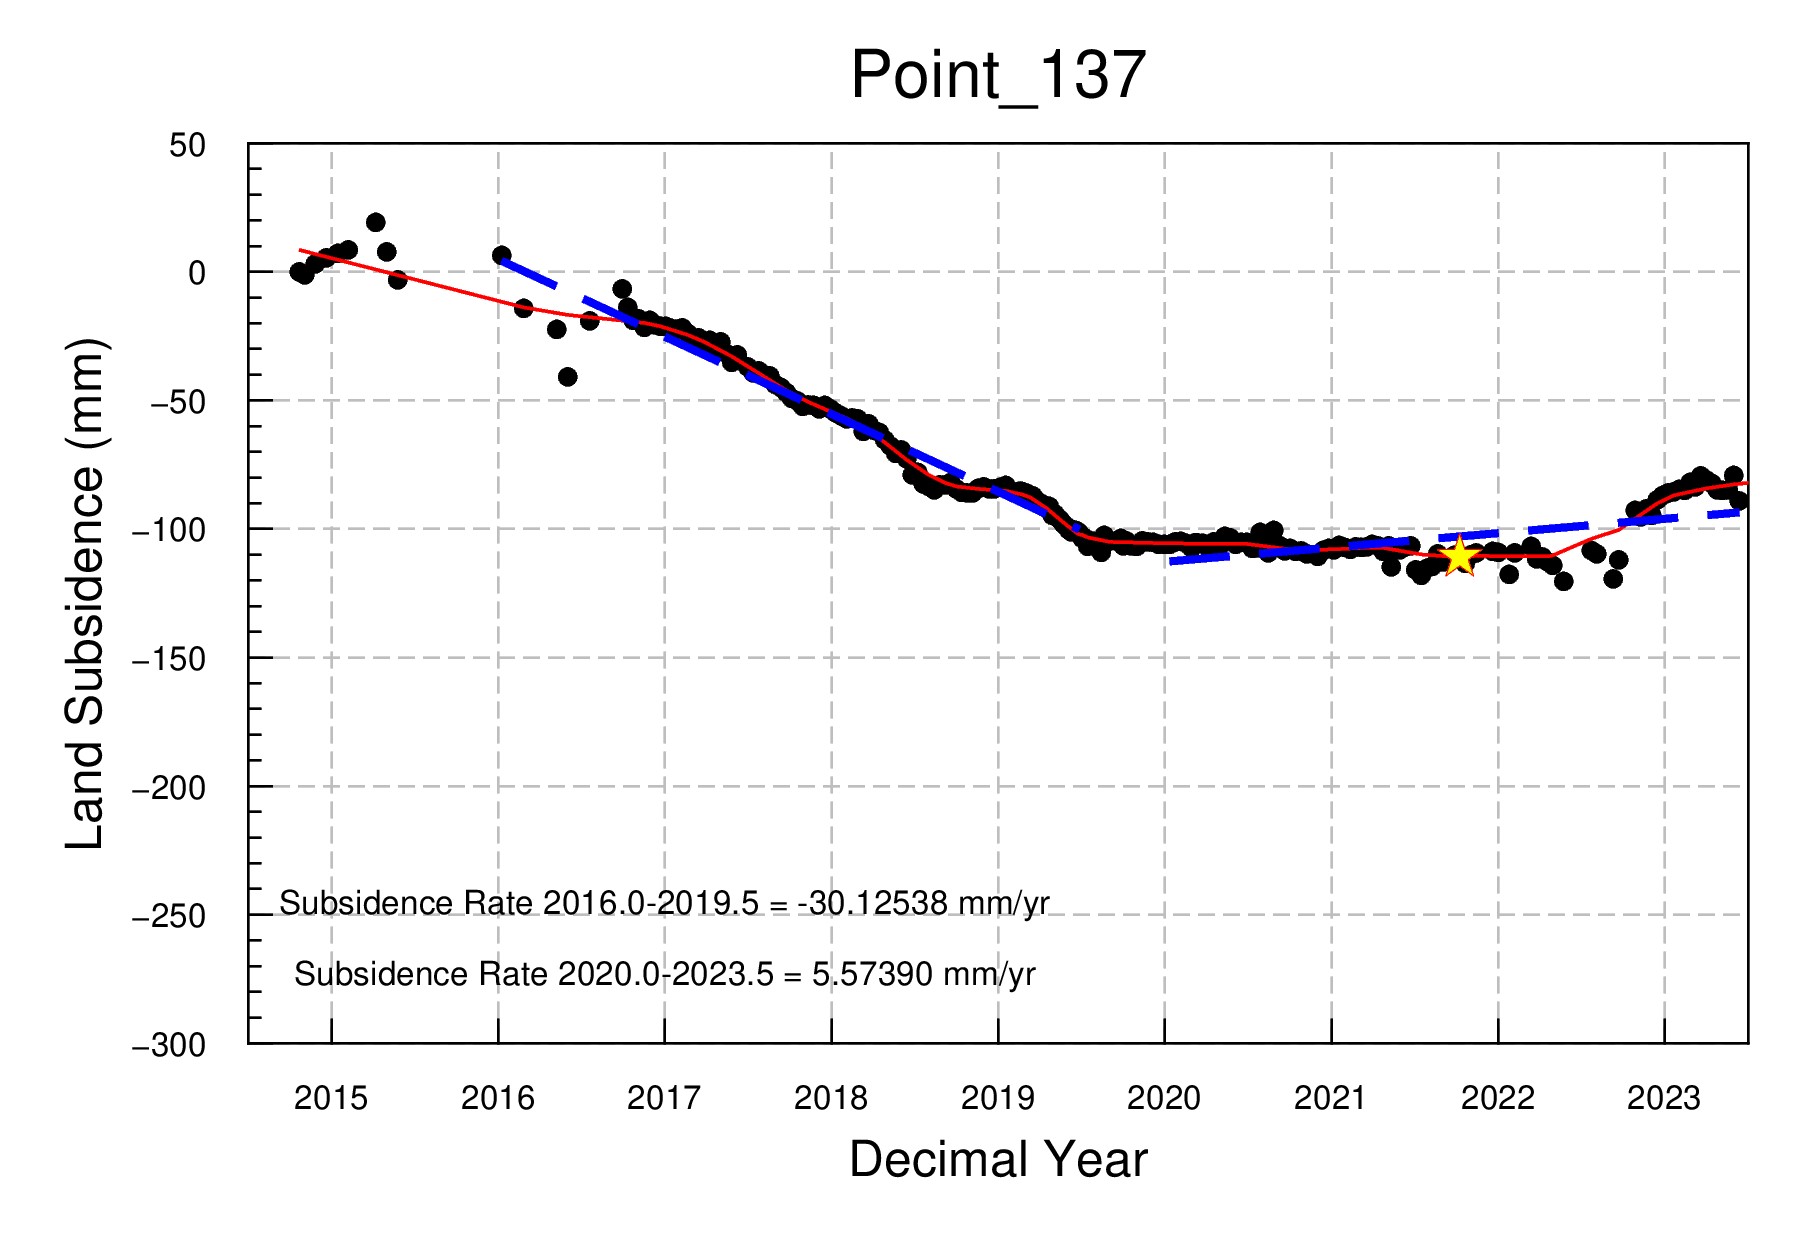 Point_137
50
0
−50
−100
−150
−200
−250
−300
Land Subsidence (mm)
Subsidence Rate 2016.0-2019.5 = -30.12538 mm/yr
Subsidence Rate 2020.0-2023.5 = 5.57390 mm/yr
2015 2016 2017 2018 2019 2020 2021 2022 2023
Decimal Year